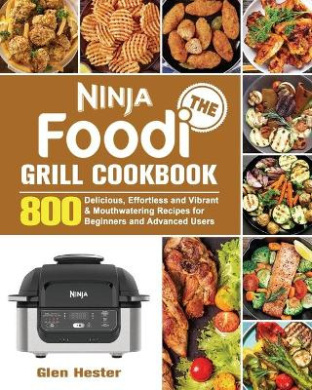 NINJA
THE
Foodi
GRILL COOKBOOK
800
Delicious, Effortless and Vibrant
& Mouthwatering Recipes for
Beginners and Advanced Users
NINJA
Glen Hester